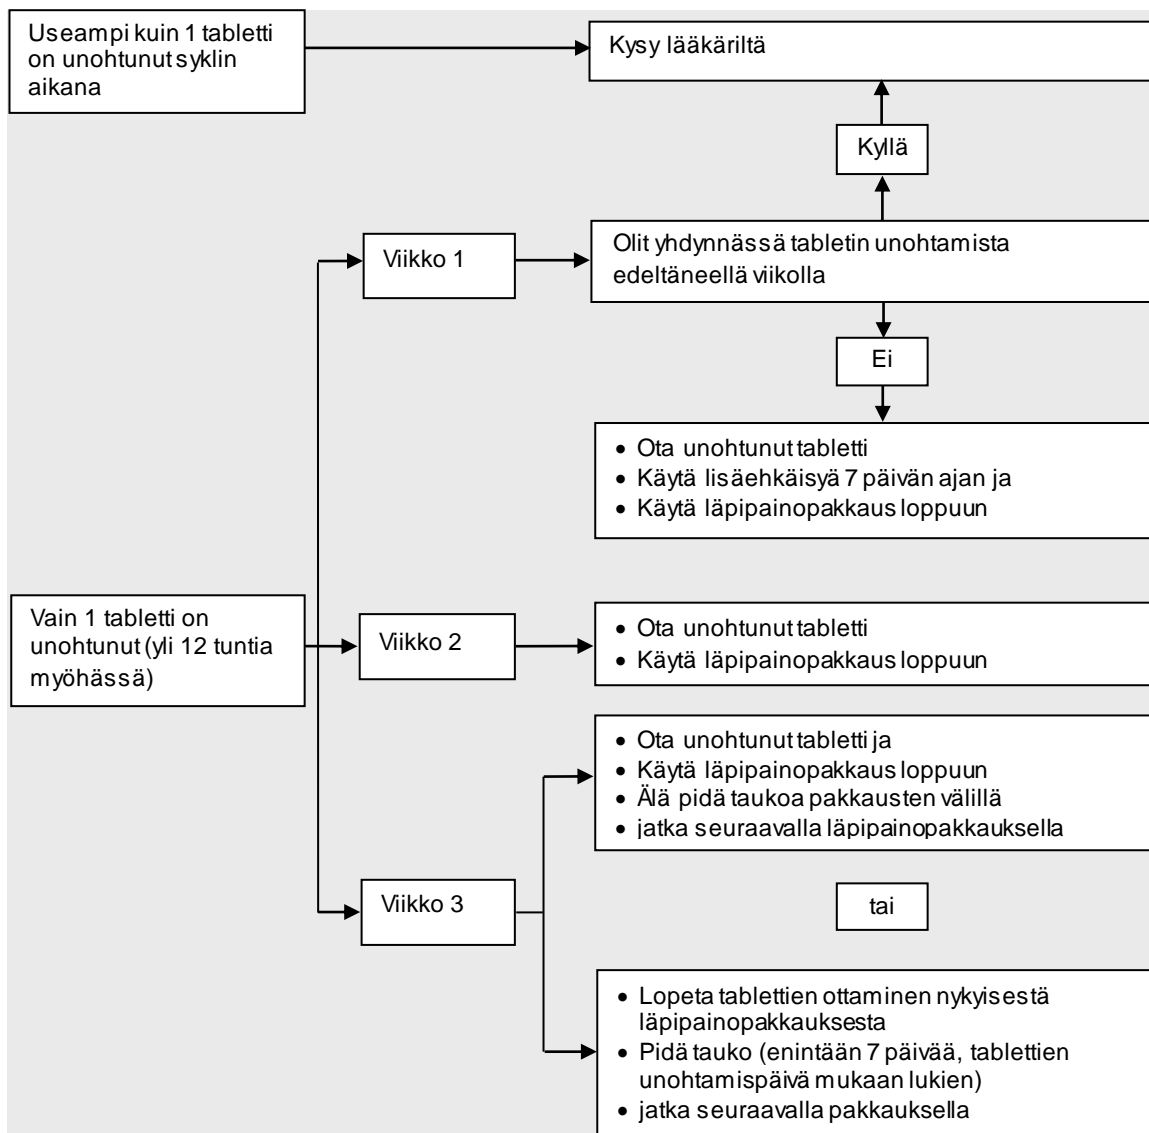 Useampi kuin 1 tabletti
on unohtunut syklin
aikana
Kysy lääkäriltä
Kyllä
Viikko 1
Olit yhdynnässä tabletin unohtamista
edeltäneellä viikolla
Ei
• Ota unohtunut tabletti
• Käytä lisäehkäisyä 7 päivän ajan ja
• Käytä läpipainopakkaus loppuun
Vain 1 tabletti on
unohtunut (yli 12 tuntia
myöhässä)
Viikko 2
• Ota unohtunut tabletti
• Käytä läpipainopakkaus loppuun
Viikko 3
• Ota unohtunut tabletti ja
• Käytä läpipainopakkaus loppuun
• Älä pidä taukoa pakkausten välillä
• jatka seuraavalla läpipainopakkauksella
tai
• Lopeta tablettien ottaminen nykyisestä
läpipainopakkauksesta
• Pidä tauko (enintään 7 päivää, tablettien
unohtamispäivä mukaan lukien)
• jatka seuraavalla pakkauksella